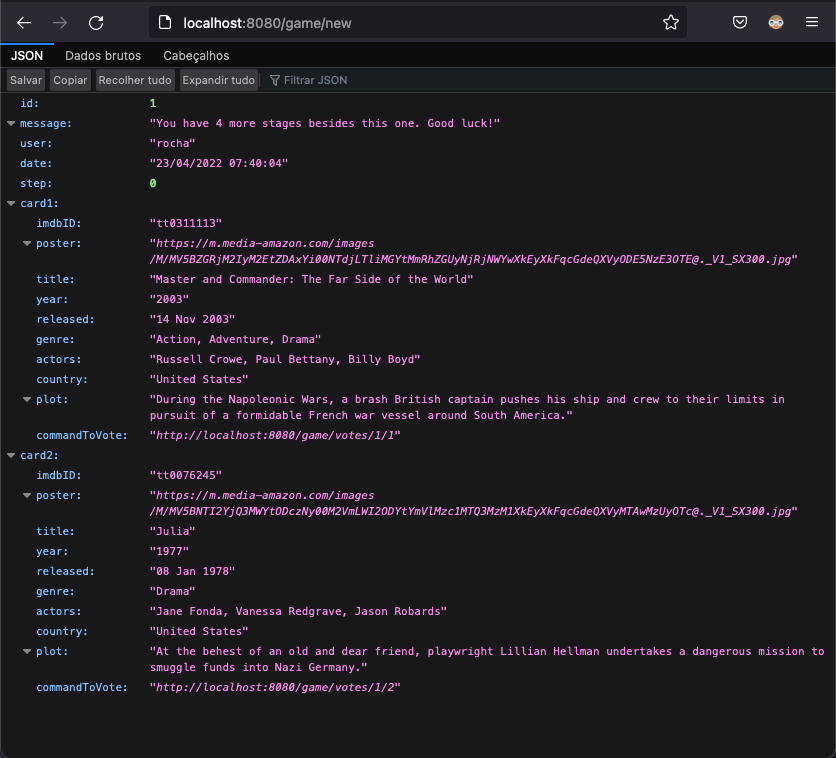 localhost:8080/game/new
JSON Dados brutos Cabeçalhos
Salvar Copiar Recolher tudo Expandir tudo Filtrar JSON
id: 1
message: "You have 4 more stages besides this one. Good luck!"
user: "rocha"
date: "23/04/2022 07:40:04"
step: 0
card1:
imdbID: "tt0311113"
poster: "https://m.media-amazon.com/images
/M/MV5BZGRjM2IyM2EtZDAxYi00NTdjLTliMGYtMmRhZGUyNjRjNWYwXkEyXkFqcGdeQXVyODE5NzE3OTE@._V1_SX300.jpg"
title: "Master and Commander: The Far Side of the World"
year: "2003"
released: "14 Nov 2003"
genre: "Action, Adventure, Drama"
actors: "Russell Crowe, Paul Bettany, Billy Boyd"
country: "United States"
plot: "During the Napoleonic Wars, a brash British captain pushes his ship and crew to their limits in
pursuit of a formidable French war vessel around South America."
commandToVote: "http://localhost:8080/game/votes/1/1"
card2:
imdbID: "tt0076245"
poster: "https://m.media-amazon.com/images
/M/MV5BNTI2YjQ3MWYtODczNy00M2VmLWI2ODYtYmVlMzc1MTQ3MzM1XkEyXkFqcGdeQXVyMTAwMzUyOTc@._V1_SX300.jpg"
title: "Julia"
year: "1977"
released: "08 Jan 1978"
genre: "Drama"
actors: "Jane Fonda, Vanessa Redgrave, Jason Robards"
country: "United States"
plot: "At the behest of an old and dear friend, playwright Lillian Hellman undertakes a dangerous mission to
smuggle funds into Nazi Germany."
commandToVote: "http://localhost:8080/game/votes/1/2"